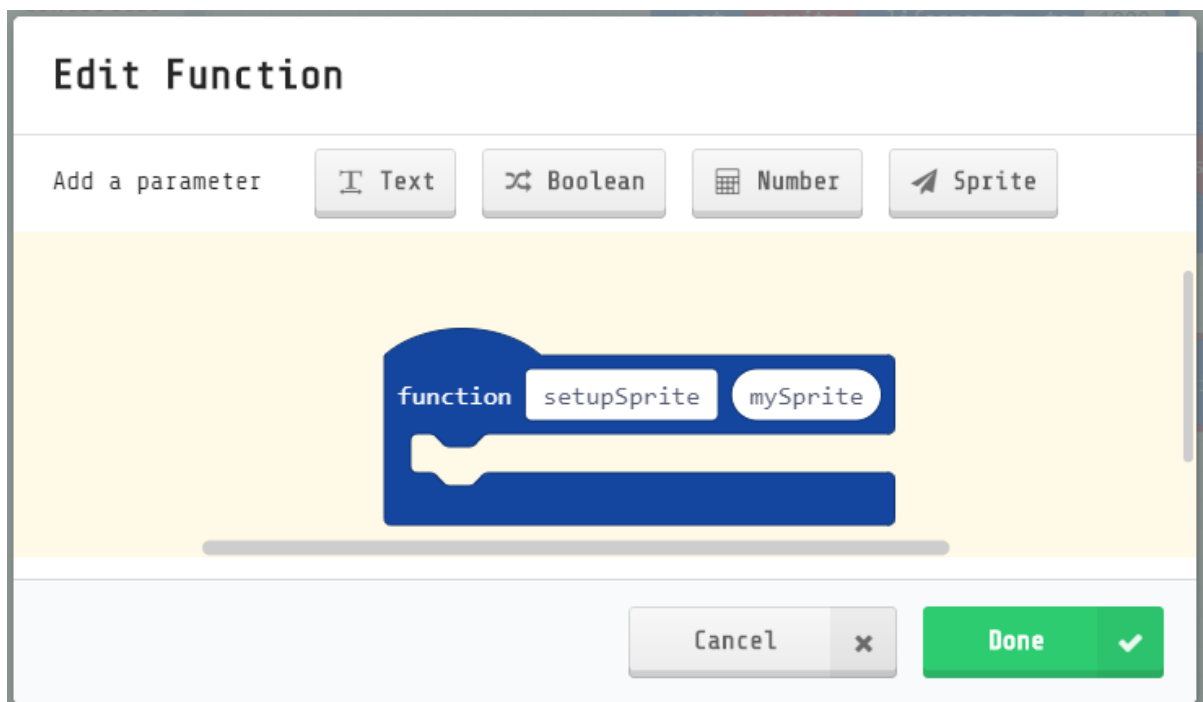 Edit Function
Add a parameter Text Boolean Number Sprite
function setupSprite mySprite
Cancel Done